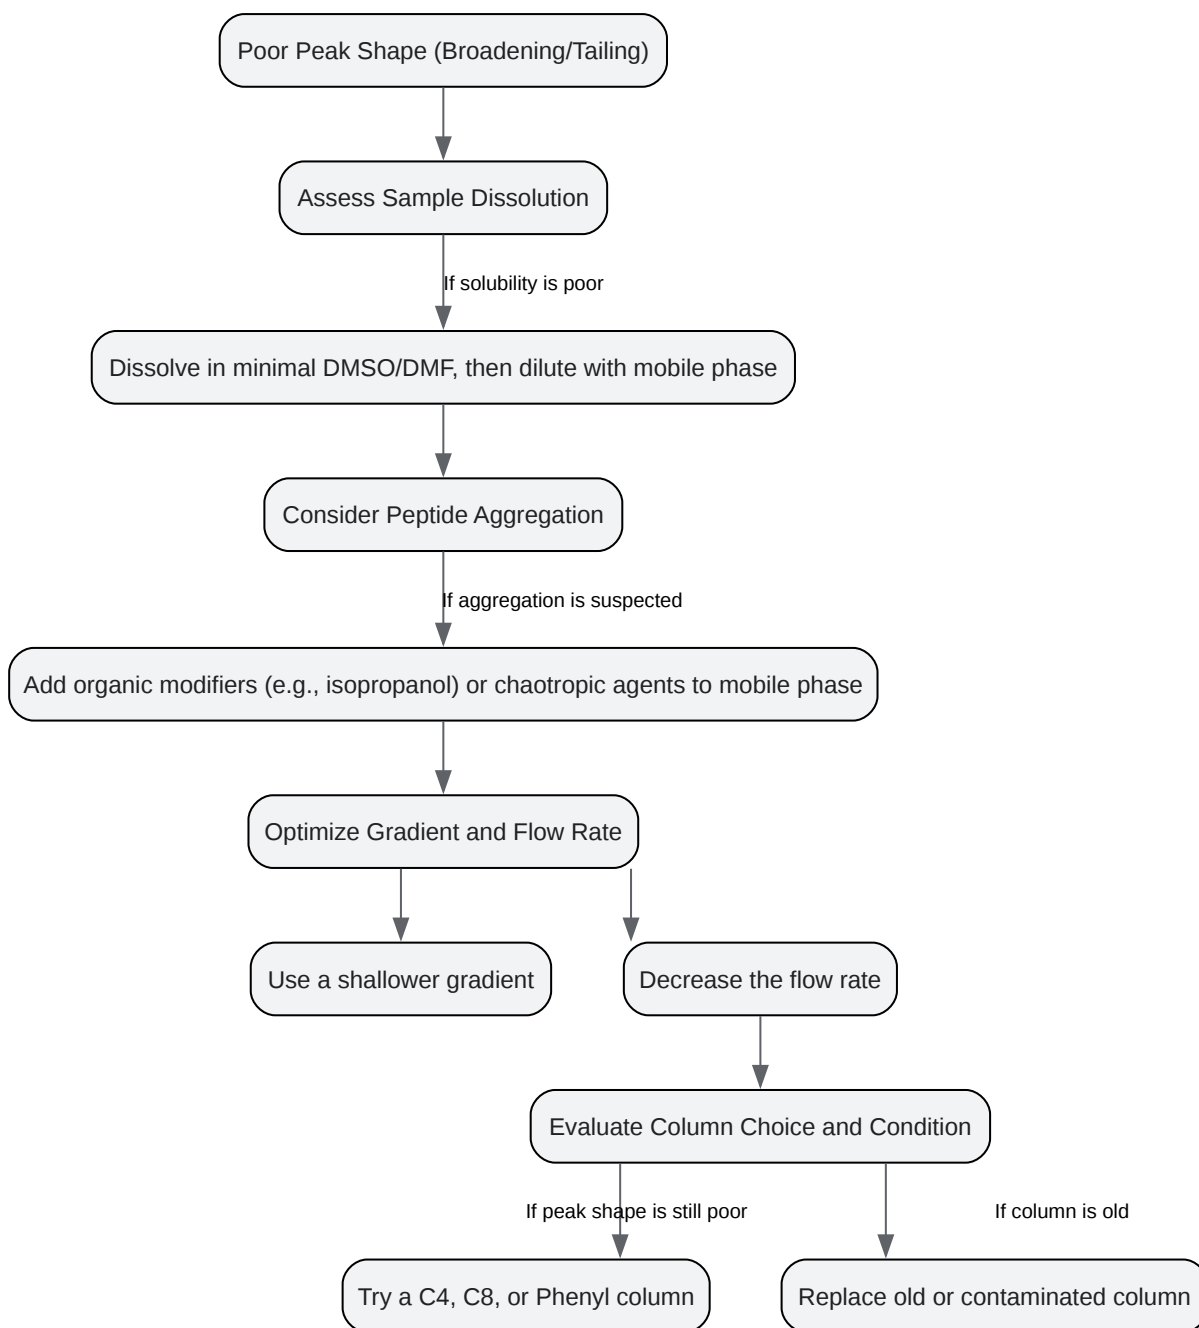 Poor Peak Shape (Broadening/Tailing)
Assess Sample Dissolution
If solubility is poor
Dissolve in minimal DMSO/DMF, then dilute with mobile phase
Consider Peptide Aggregation
If aggregation is suspected
Add organic modifiers (e.g., isopropanol) or chaotropic agents to mobile phase
Optimize Gradient and Flow Rate
Use a shallower gradient
Decrease the flow rate
Evaluate Column Choice and Condition
If peak shape is still poor
If column is old
Try a C4, C8, or Phenyl column
Replace old or contaminated column